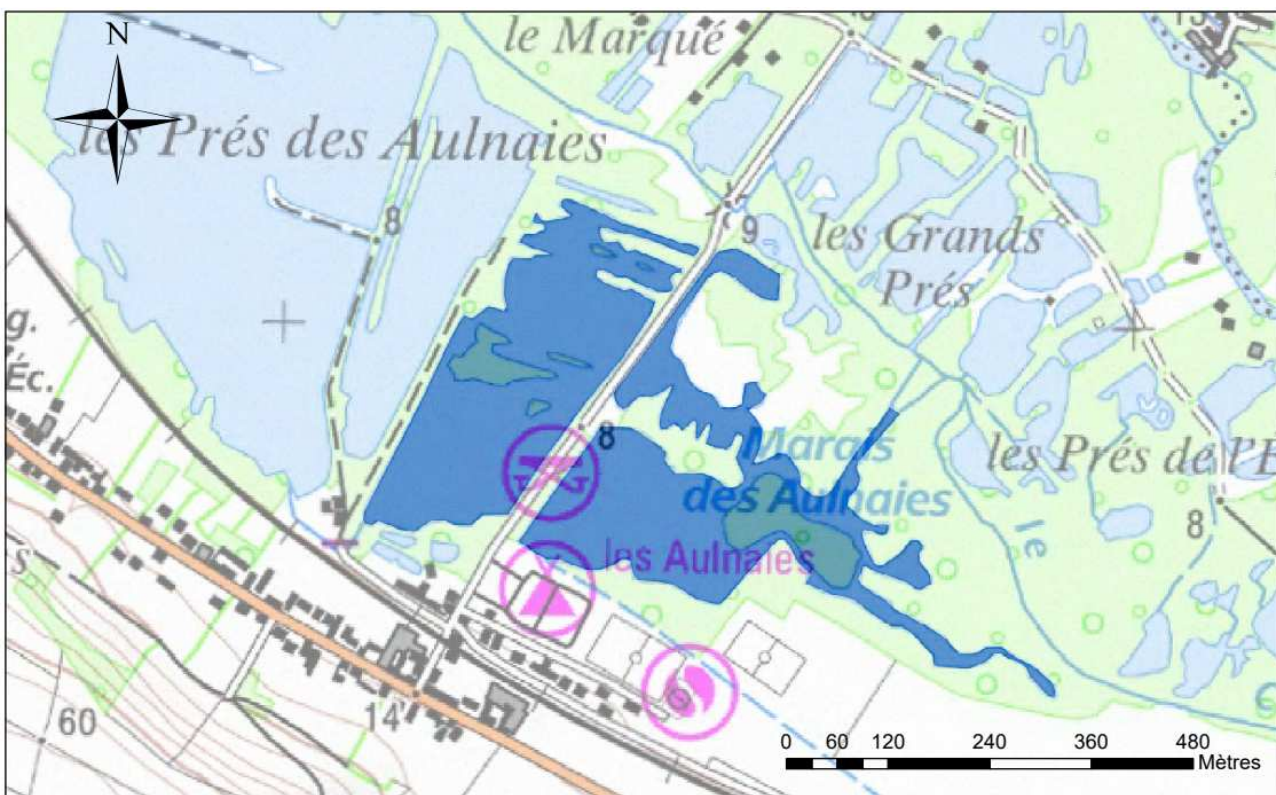 N
le Marqué
15
les Prés des Aulnaies
8
9
les Grands
Prés
g.
Éc.
8
Marais
des Aulnaies
les Prés de l'E
le
8
les Aulnaies
S
60
14
0 60 120 240 360 480
Mètres